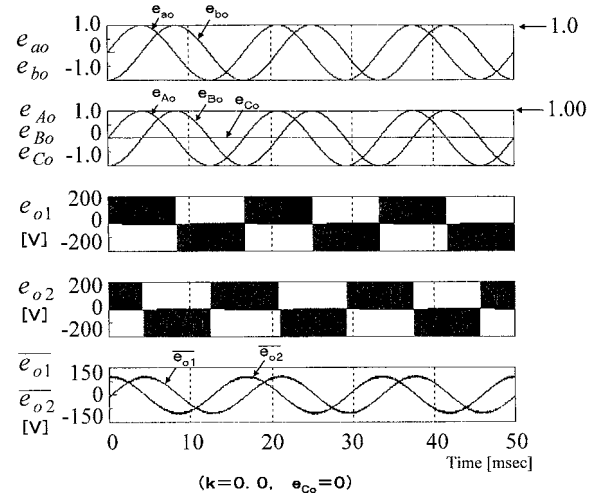 e_ao e_bo
e_ao
e_bo
1.0
0
-1.0
1.0
e_Ao e_Bo e_Co
e_Ao
e_Bo
e_Co
1.0
0
-1.0
1.00
e_o1
[V]
200
0
-200
e_o2
[V]
200
0
-200
e_o1 e_o2
e_o1
e_o2
[V]
150
0
-150
0 10 20 30 40 50
Time [msec]
(k=0.0, e_Co=0)